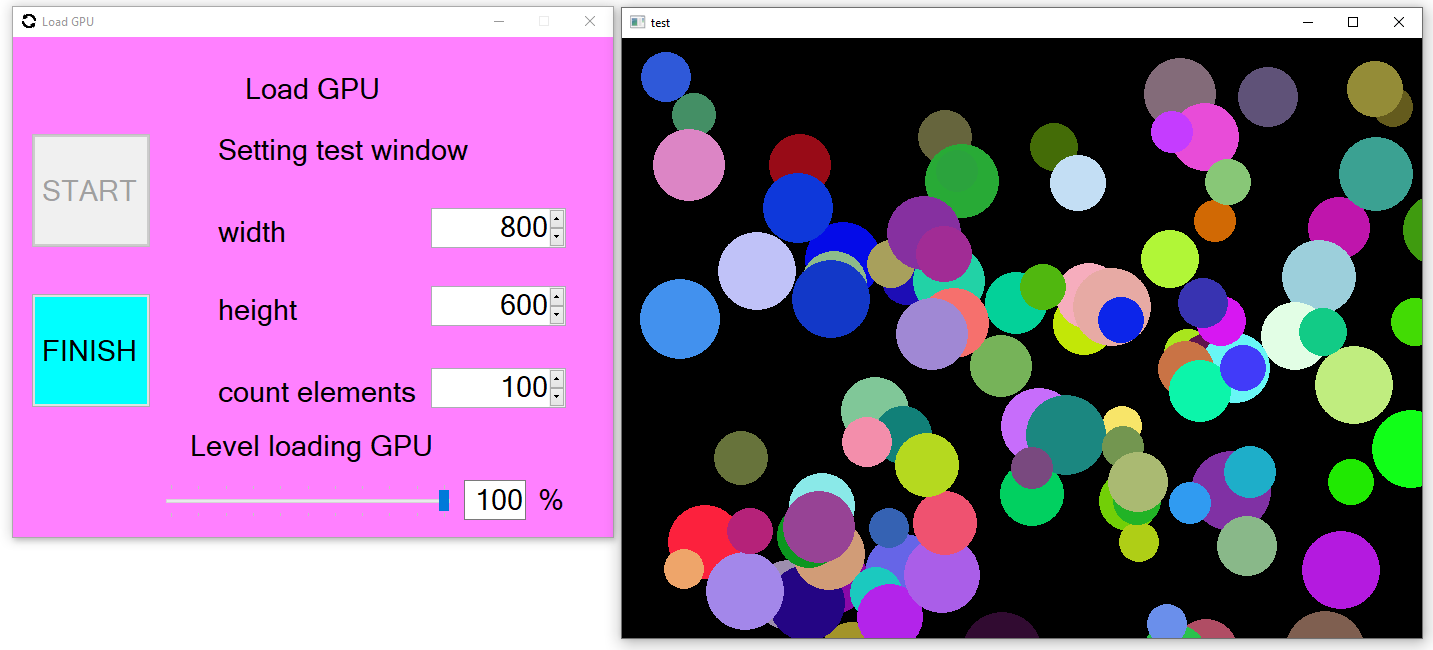 Load GPU
test
Load GPU
Setting test window
START
width 800
height 600
FINISH
count elements 100
Level loading GPU
100 %